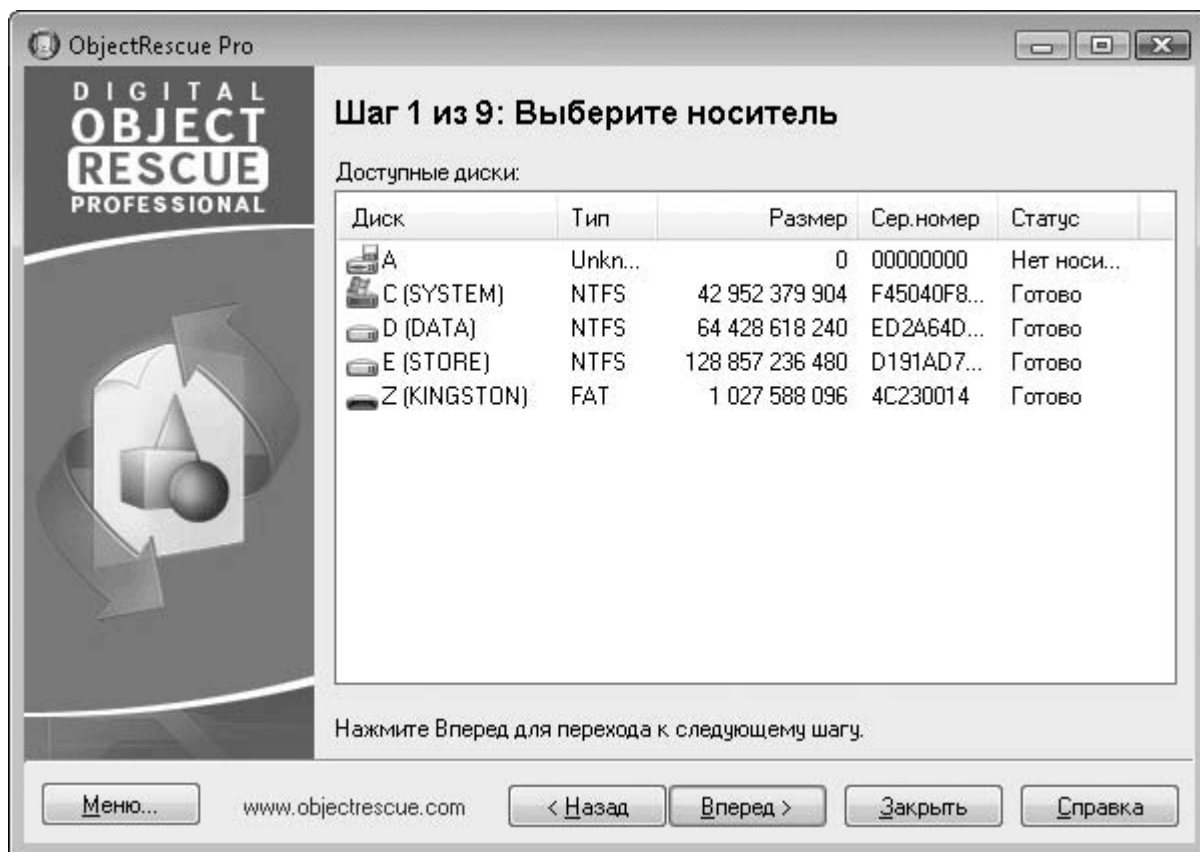 ObjectRescue Pro
DIGITAL
OBJECT
RESCUE
PROFESSIONAL
Шаг 1 из 9: Выберите носитель
Доступные диски:
Диск Тип Размер Сер.номер Статус
A Unkn... 0 00000000 Нет носи...
C (SYSTEM) NTFS 42 952 379 904 F45040F8... Готово
D (DATA) NTFS 64 428 618 240 ED2A64D... Готово
E (STORE) NTFS 128 857 236 480 D191AD7... Готово
Z (KINGSTON) FAT 1 027 588 096 4C230014 Готово
Нажмите Вперед для перехода к следующему шагу.
Меню... www.objectrescue.com < Назад Вперед > Закрыть Справка